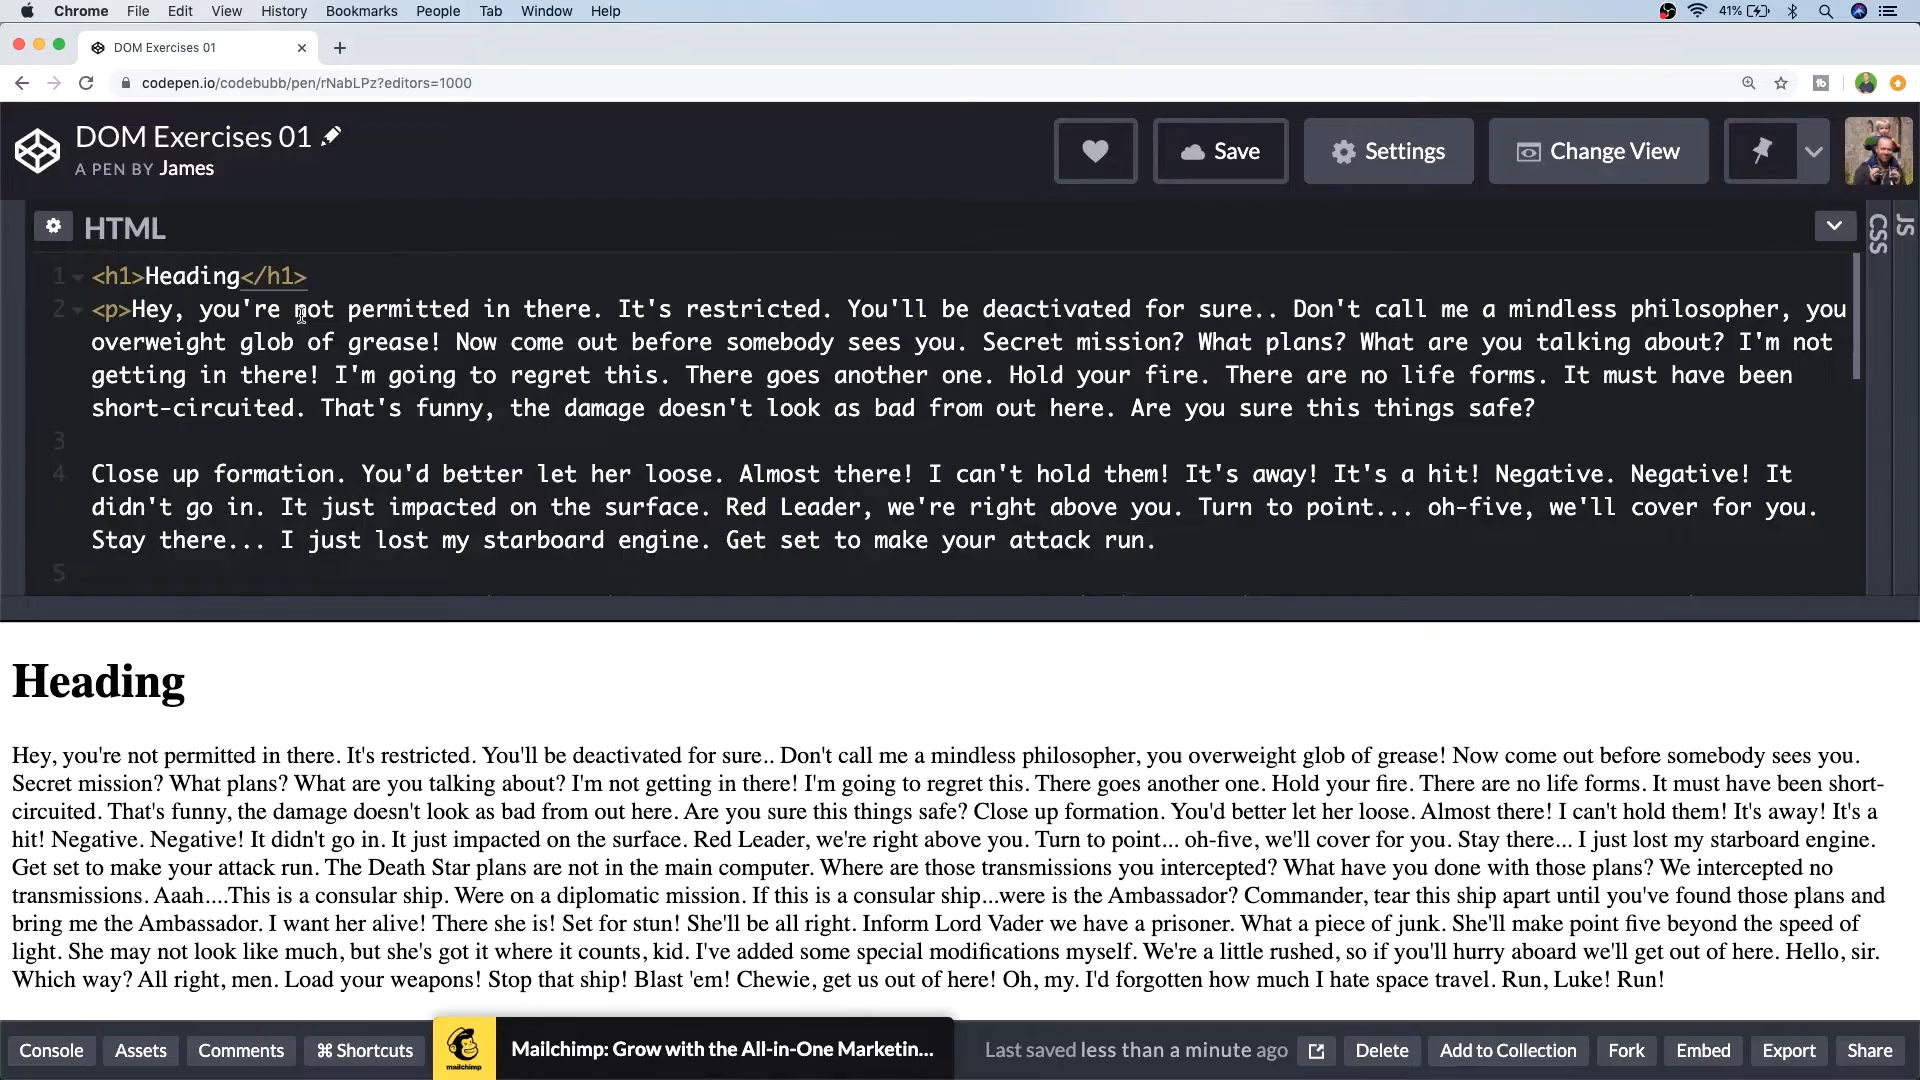 Chrome File Edit View History Bookmarks People Tab Window Help 41%
DOM Exercises 01
codepen.io/codebubb/pen/rNabLPz?editors=1000
DOM Exercises 01
A PEN BY James
Save
Settings
Change View
HTML
CSS
JS
1 <h1>Heading</h1>
2 <p>Hey, you're not permitted in there. It's restricted. You'll be deactivated for sure.. Don't call me a mindless philosopher, you
overweight glob of grease! Now come out before somebody sees you. Secret mission? What plans? What are you talking about? I'm not
getting in there! I'm going to regret this. There goes another one. Hold your fire. There are no life forms. It must have been
short-circuited. That's funny, the damage doesn't look as bad from out here. Are you sure this things safe?
3
4 Close up formation. You'd better let her loose. Almost there! I can't hold them! It's away! It's a hit! Negative. Negative! It
didn't go in. It just impacted on the surface. Red Leader, we're right above you. Turn to point... oh-five, we'll cover for you.
Stay there... I just lost my starboard engine. Get set to make your attack run.
5
Heading
Hey, you're not permitted in there. It's restricted. You'll be deactivated for sure.. Don't call me a mindless philosopher, you overweight glob of grease! Now come out before somebody sees you.
Secret mission? What plans? What are you talking about? I'm not getting in there! I'm going to regret this. There goes another one. Hold your fire. There are no life forms. It must have been short-
circuited. That's funny, the damage doesn't look as bad from out here. Are you sure this things safe? Close up formation. You'd better let her loose. Almost there! I can't hold them! It's away! It's a
hit! Negative. Negative! It didn't go in. It just impacted on the surface. Red Leader, we're right above you. Turn to point... oh-five, we'll cover for you. Stay there... I just lost my starboard engine.
Get set to make your attack run. The Death Star plans are not in the main computer. Where are those transmissions you intercepted? What have you done with those plans? We intercepted no
transmissions. Aaah....This is a consular ship. Were on a diplomatic mission. If this is a consular ship...were is the Ambassador? Commander, tear this ship apart until you've found those plans and
bring me the Ambassador. I want her alive! There she is! Set for stun! She'll be all right. Inform Lord Vader we have a prisoner. What a piece of junk. She'll make point five beyond the speed of
light. She may not look like much, but she's got it where it counts, kid. I've added some special modifications myself. We're a little rushed, so if you'll hurry aboard we'll get out of here. Hello, sir.
Which way? All right, men. Load your weapons! Stop that ship! Blast 'em! Chewie, get us out of here! Oh, my. I'd forgotten how much I hate space travel. Run, Luke! Run!
Console Assets Comments ⌘ Shortcuts mailchimp Mailchimp: Grow with the All-in-One Marketin... Last saved less than a minute ago Delete Add to Collection Fork Embed Export Share